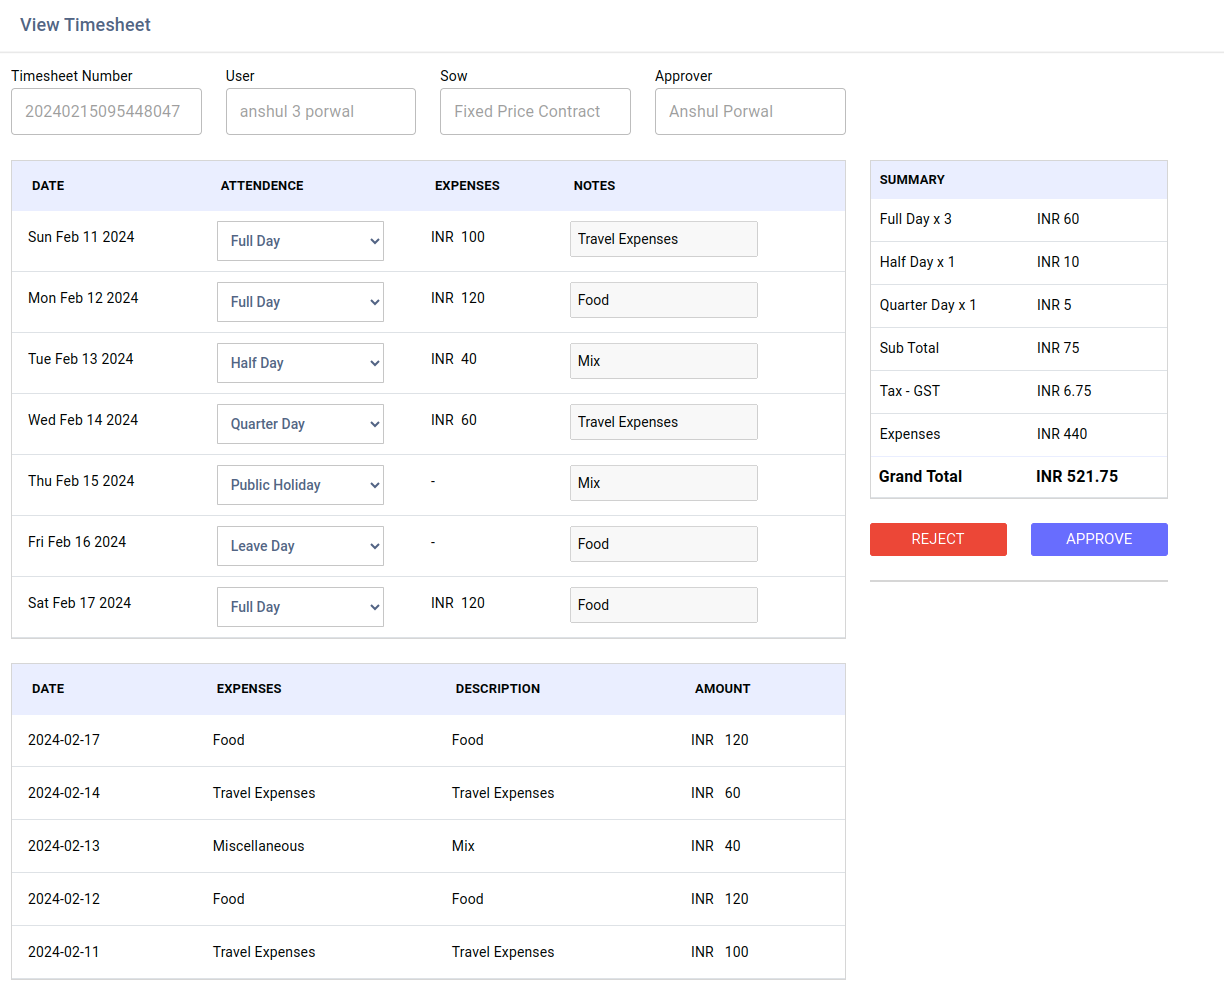 View Timesheet
Timesheet Number User Sow Approver
20240215095448047 anshul 3 porwal Fixed Price Contract Anshul Porwal
DATE ATTENDENCE EXPENSES NOTES
Sun Feb 11 2024 Full Day INR 100 Travel Expenses
Mon Feb 12 2024 Full Day INR 120 Food
Tue Feb 13 2024 Half Day INR 40 Mix
Wed Feb 14 2024 Quarter Day INR 60 Travel Expenses
Thu Feb 15 2024 Public Holiday - Mix
Fri Feb 16 2024 Leave Day - Food
Sat Feb 17 2024 Full Day INR 120 Food
SUMMARY
Full Day x 3 INR 60
Half Day x 1 INR 10
Quarter Day x 1 INR 5
Sub Total INR 75
Tax - GST INR 6.75
Expenses INR 440
Grand Total INR 521.75
REJECT APPROVE
DATE EXPENSES DESCRIPTION AMOUNT
2024-02-17 Food Food INR 120
2024-02-14 Travel Expenses Travel Expenses INR 60
2024-02-13 Miscellaneous Mix INR 40
2024-02-12 Food Food INR 120
2024-02-11 Travel Expenses Travel Expenses INR 100